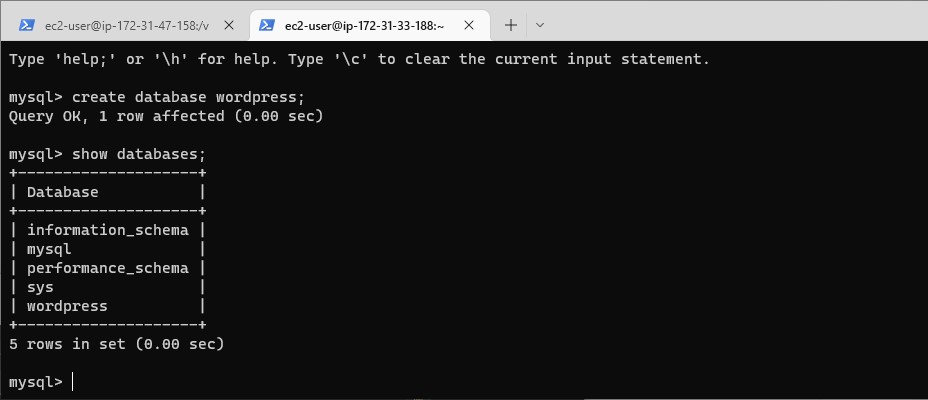 ec2-user@ip-172-31-47-158:/v
ec2-user@ip-172-31-33-188:~
Type 'help;' or '\h' for help. Type '\c' to clear the current input statement.
mysql> create database wordpress;
Query OK, 1 row affected (0.00 sec)
mysql> show databases;
+--------------------+
| Database           |
+--------------------+
| information_schema |
| mysql              |
| performance_schema |
| sys                |
| wordpress          |
+--------------------+
5 rows in set (0.00 sec)
mysql>